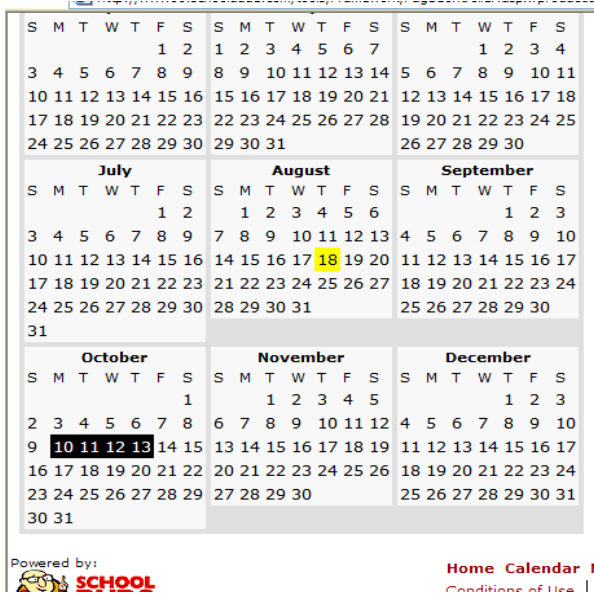 S M T W T F S S M T W T F S S M T W T F S
1 2 1 2 3 4 5 6 7 1 2 3 4
3 4 5 6 7 8 9 8 9 10 11 12 13 14 5 6 7 8 9 10 11
10 11 12 13 14 15 16 15 16 17 18 19 20 21 12 13 14 15 16 17 18
17 18 19 20 21 22 23 22 23 24 25 26 27 28 19 20 21 22 23 24 25
24 25 26 27 28 29 30 29 30 31 26 27 28 29 30
July August September
S M T W T F S S M T W T F S S M T W T F S
1 2 1 2 3 4 5 6 1 2 3
3 4 5 6 7 8 9 7 8 9 10 11 12 13 4 5 6 7 8 9 10
10 11 12 13 14 15 16 14 15 16 17 18 19 20 11 12 13 14 15 16 17
17 18 19 20 21 22 23 21 22 23 24 25 26 27 18 19 20 21 22 23 24
24 25 26 27 28 29 30 28 29 30 31 25 26 27 28 29 30
31
October November December
S M T W T F S S M T W T F S S M T W T F S
1 1 2 3 4 5 1 2 3
2 3 4 5 6 7 8 6 7 8 9 10 11 12 4 5 6 7 8 9 10
9 10 11 12 13 14 15 13 14 15 16 17 18 19 11 12 13 14 15 16 17
16 17 18 19 20 21 22 20 21 22 23 24 25 26 18 19 20 21 22 23 24
23 24 25 26 27 28 29 27 28 29 30 25 26 27 28 29 30 31
30 31
Powered by:
SCHOOL
Home Calendar
Conditions of Use |